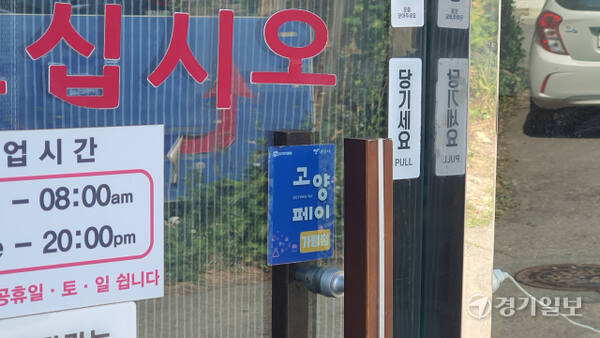 십시오
업 시 간
- 08:00am
e - 20:00pm
공휴일 · 토 · 일 쉽니다
고양
페이
가맹점
당기세요
PULL
당기세요
PULL
경기일보